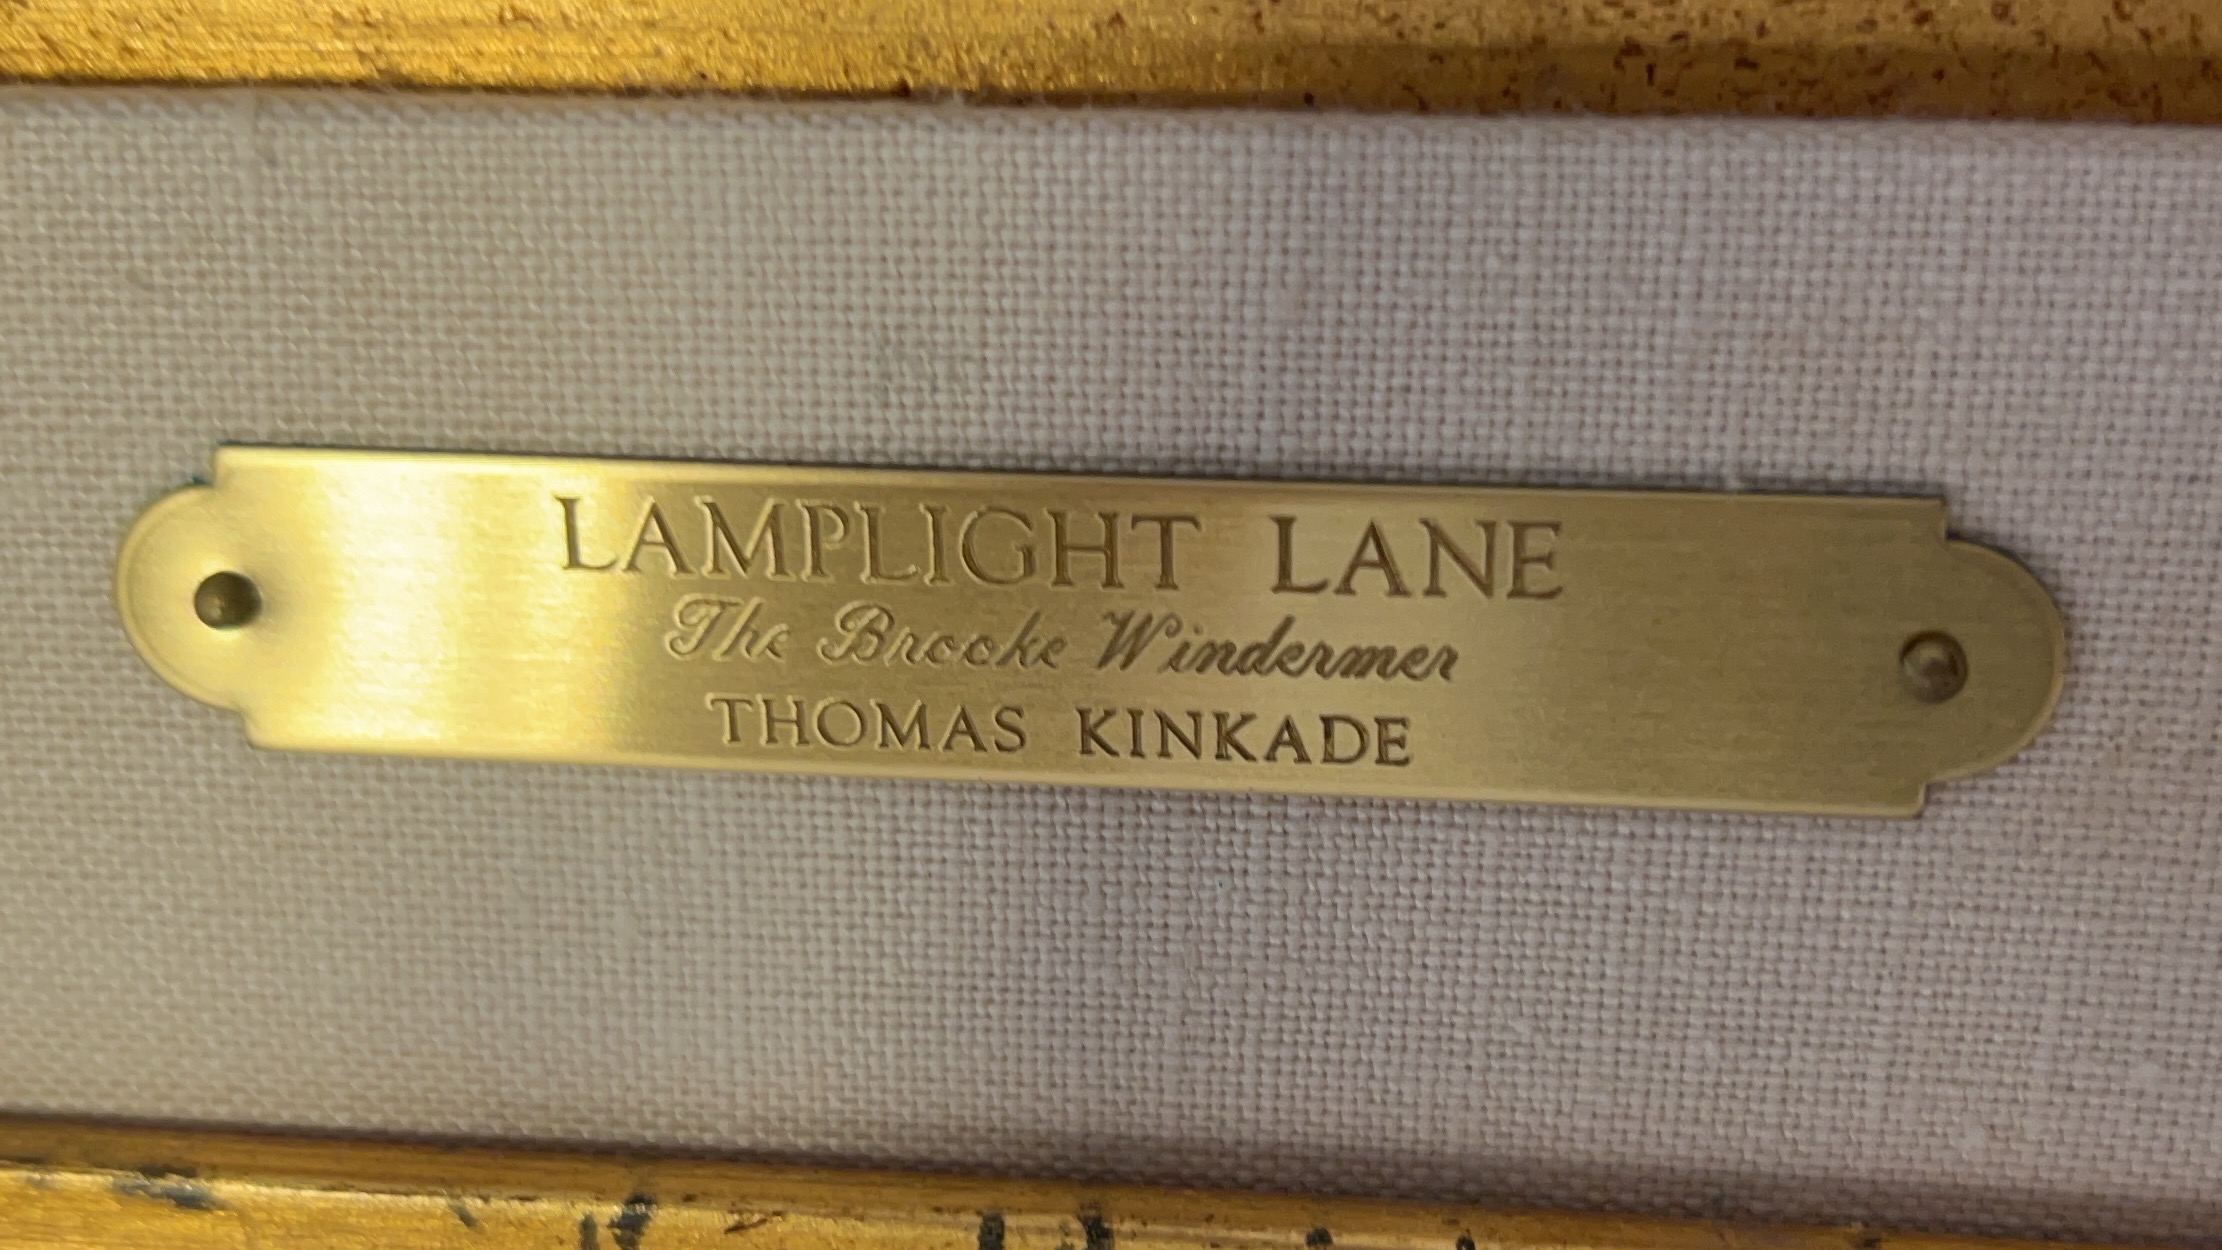 LAMPLIGHT LANE
The Brooke Windermer
THOMAS KINKADE